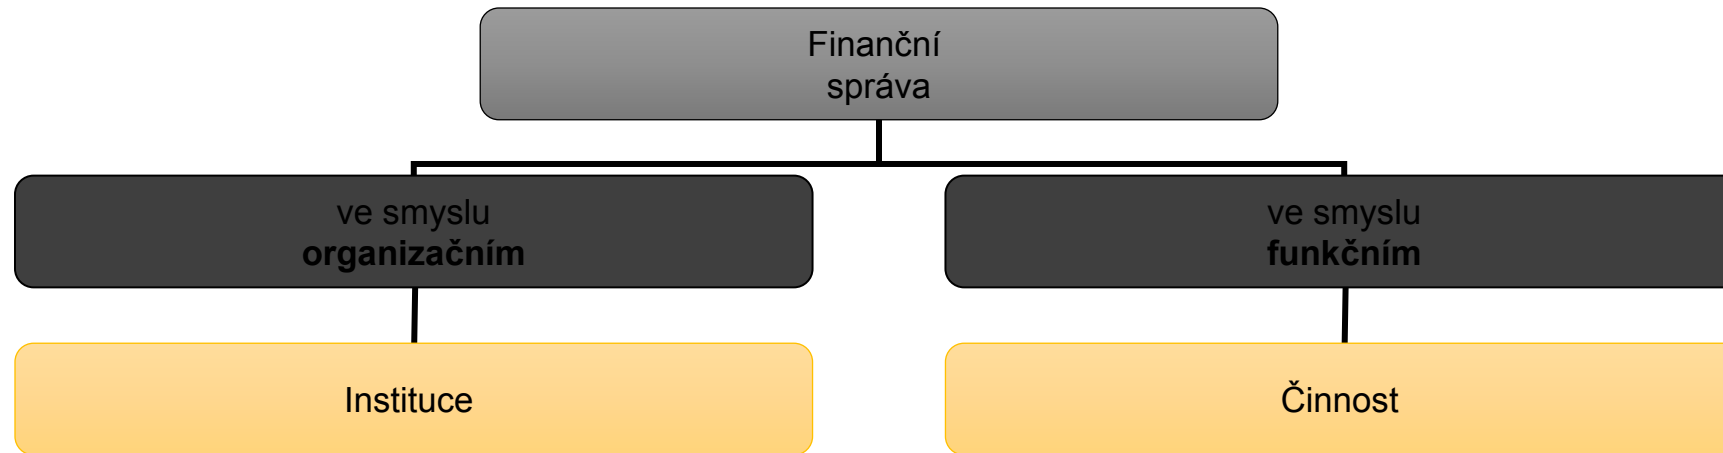 Finanční
správa
ve smyslu
organizačním
ve smyslu
funkčním
Instituce
Činnost